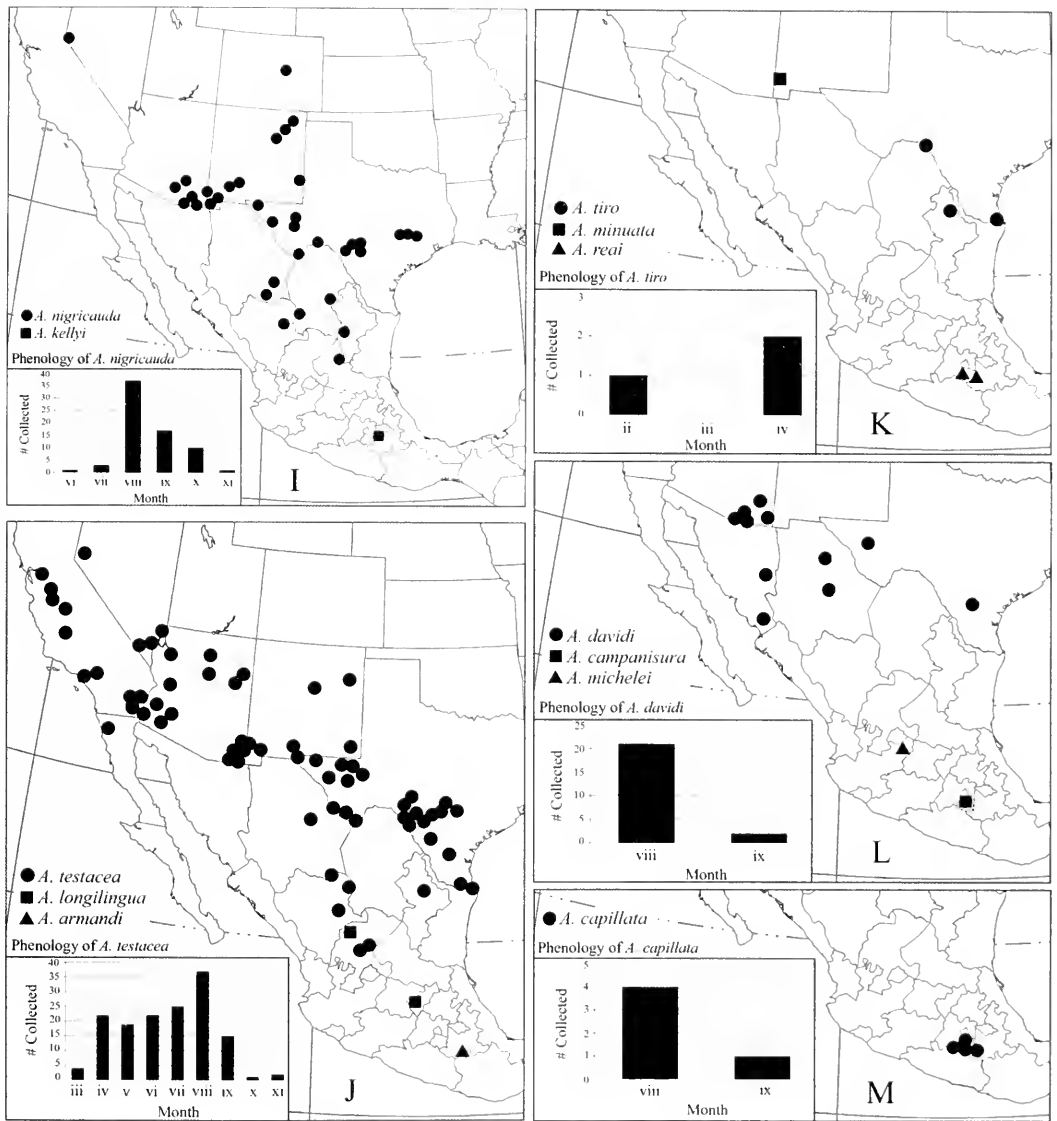 A. nigricauda
A. kellyi
Phenology of A. nigricauda
# Collected
40
35
30
25
20
15
10
5
0
VI VII VIII IX X XI
Month
I
A. testacea
A. longilingua
A. armandi
Phenology of A. testacea
# Collected
40
35
30
25
20
15
10
5
0
iii iv v vi vii viii ix x xi
Month
J
A. tiro
A. minuata
A. reai
Phenology of A. tiro
# Collected
3
2
1
0
ii iii iv
Month
K
A. davidi
A. campanisura
A. michelei
Phenology of A. davidi
# Collected
25
20
15
10
5
0
viii ix
Month
L
A. capillata
Phenology of A. capillata
# Collected
5
4
3
2
1
0
viii ix
Month
M